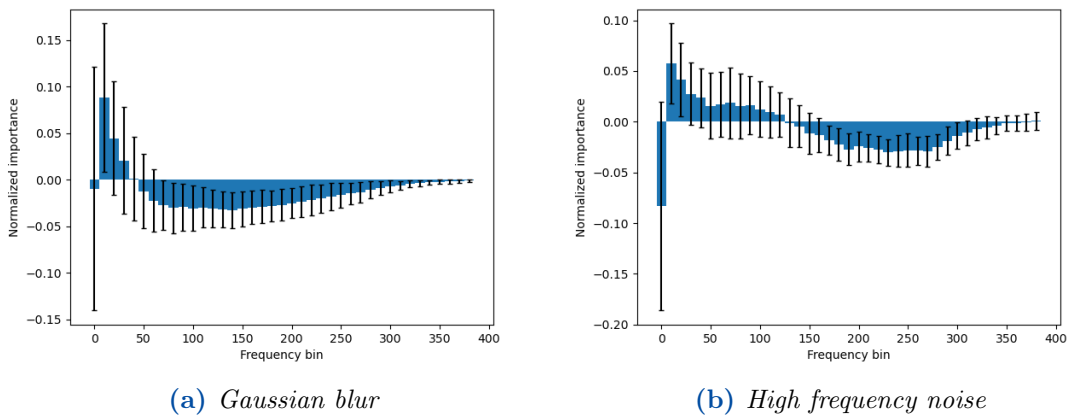 0.15
0.10
0.05
0.00
−0.05
−0.10
−0.15
Normalized importance
0 50 100 150 200 250 300 350 400
Frequency bin
(a) Gaussian blur
0.10
0.05
0.00
−0.05
−0.10
−0.15
−0.20
Normalized importance
0 50 100 150 200 250 300 350 400
Frequency bin
(b) High frequency noise